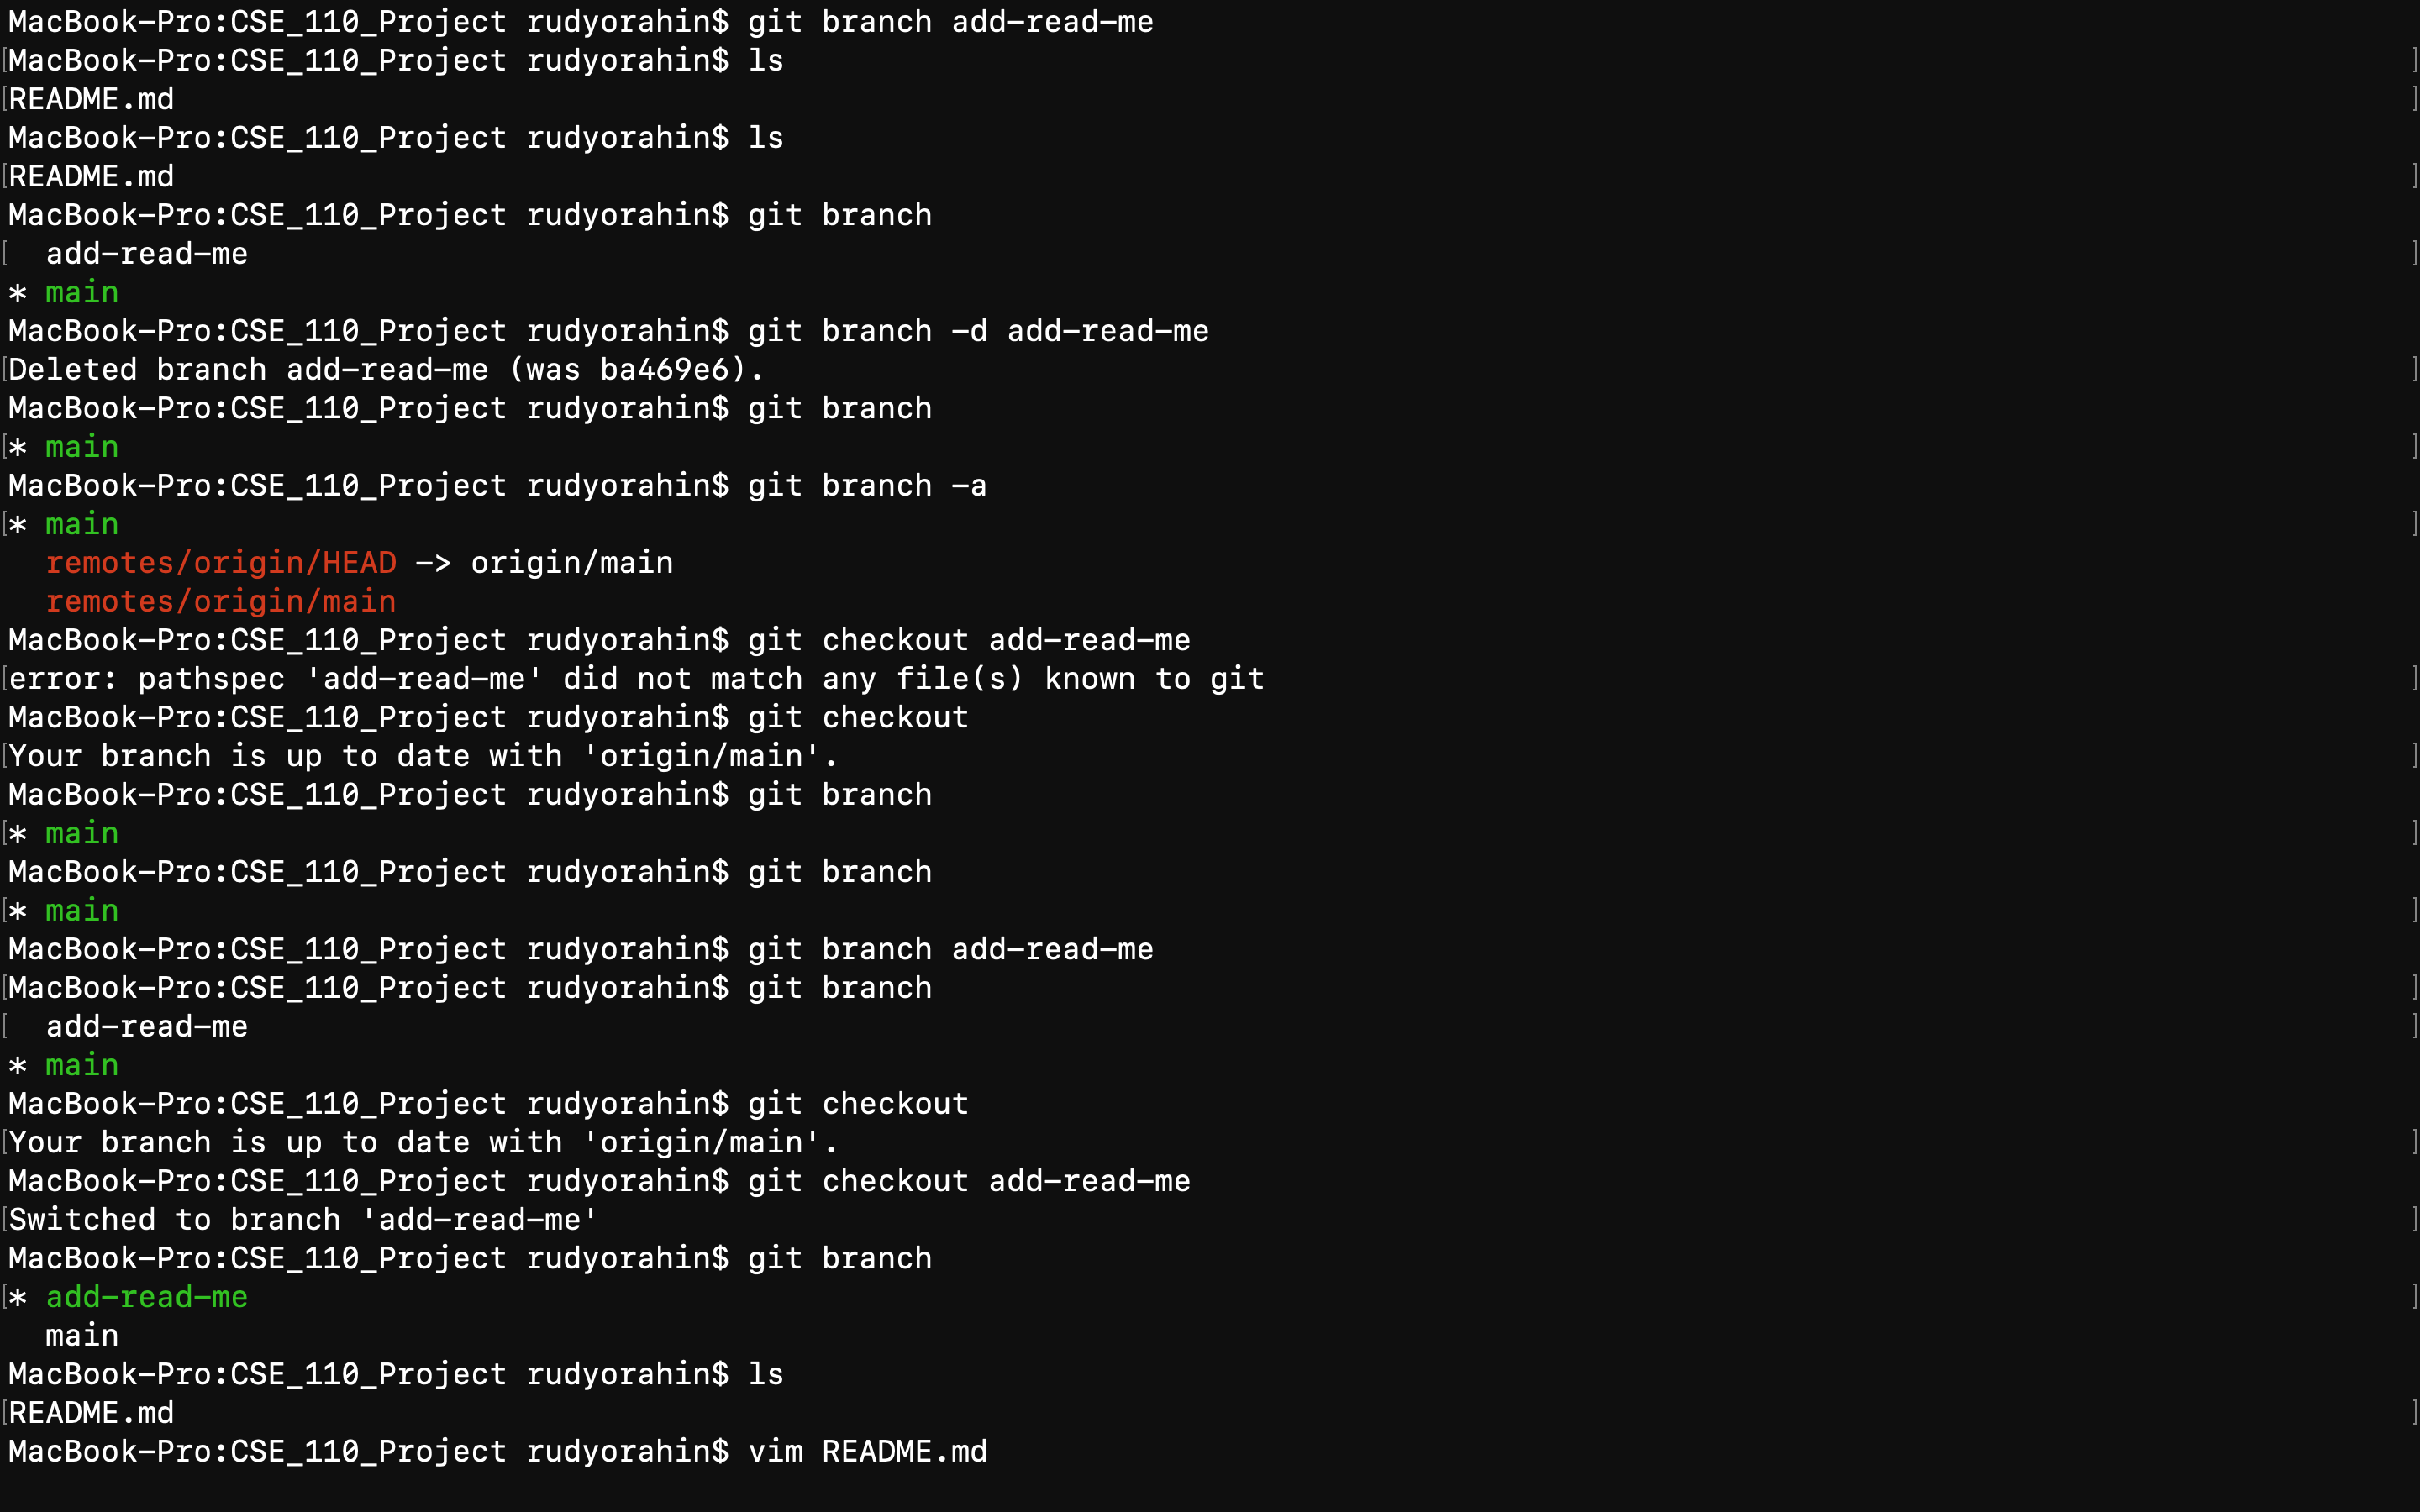 MacBook-Pro:CSE_110_Project rudyorahin$ git branch add-read-me
[MacBook-Pro:CSE_110_Project rudyorahin$ ls ]
[README.md ]
MacBook-Pro:CSE_110_Project rudyorahin$ ls
[README.md ]
MacBook-Pro:CSE_110_Project rudyorahin$ git branch
[  add-read-me ]
* main
MacBook-Pro:CSE_110_Project rudyorahin$ git branch -d add-read-me
[Deleted branch add-read-me (was ba469e6). ]
MacBook-Pro:CSE_110_Project rudyorahin$ git branch
[* main ]
MacBook-Pro:CSE_110_Project rudyorahin$ git branch -a
[* main ]
  remotes/origin/HEAD -> origin/main
  remotes/origin/main
MacBook-Pro:CSE_110_Project rudyorahin$ git checkout add-read-me
[error: pathspec 'add-read-me' did not match any file(s) known to git ]
MacBook-Pro:CSE_110_Project rudyorahin$ git checkout
[Your branch is up to date with 'origin/main'. ]
MacBook-Pro:CSE_110_Project rudyorahin$ git branch
[* main ]
MacBook-Pro:CSE_110_Project rudyorahin$ git branch
[* main ]
MacBook-Pro:CSE_110_Project rudyorahin$ git branch add-read-me
[MacBook-Pro:CSE_110_Project rudyorahin$ git branch ]
[  add-read-me ]
* main
MacBook-Pro:CSE_110_Project rudyorahin$ git checkout
[Your branch is up to date with 'origin/main'. ]
MacBook-Pro:CSE_110_Project rudyorahin$ git checkout add-read-me
[Switched to branch 'add-read-me' ]
MacBook-Pro:CSE_110_Project rudyorahin$ git branch
[* add-read-me ]
  main
MacBook-Pro:CSE_110_Project rudyorahin$ ls
[README.md ]
MacBook-Pro:CSE_110_Project rudyorahin$ vim README.md